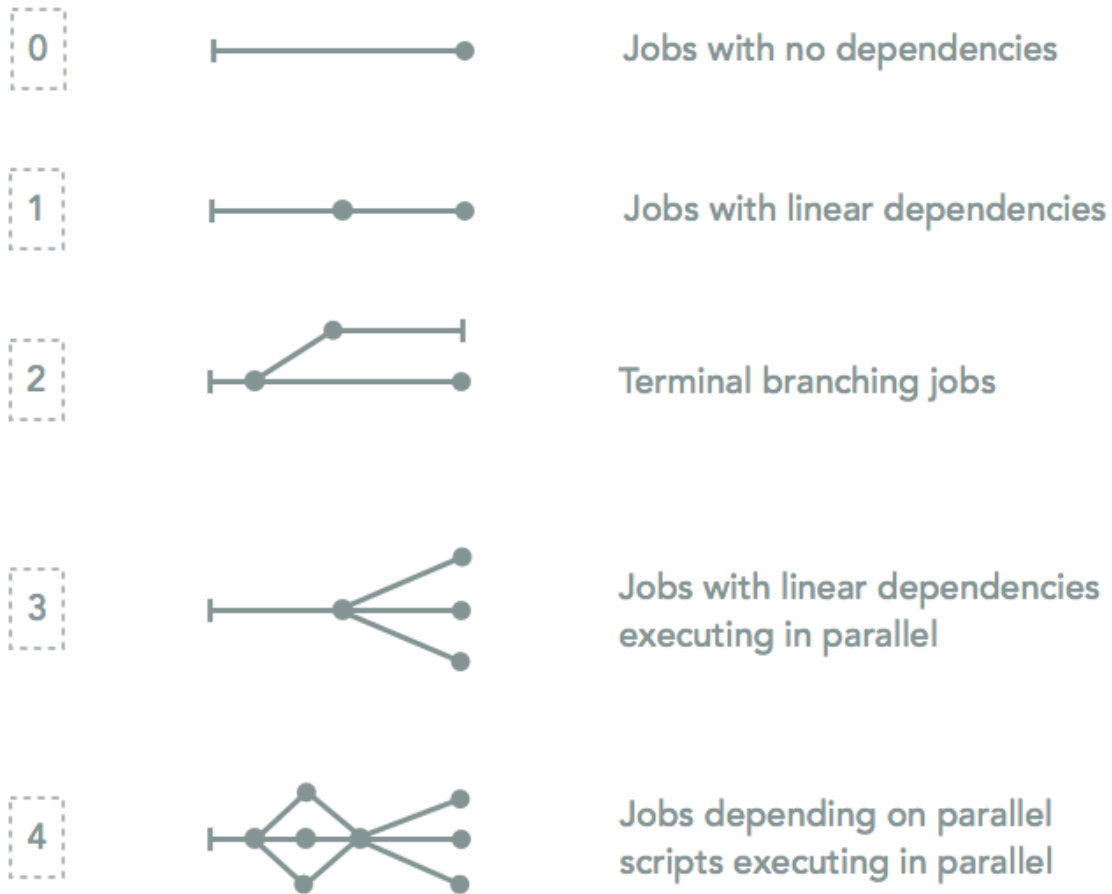 0
Jobs with no dependencies
1
Jobs with linear dependencies
2
Terminal branching jobs
3
Jobs with linear dependencies
executing in parallel
4
Jobs depending on parallel
scripts executing in parallel